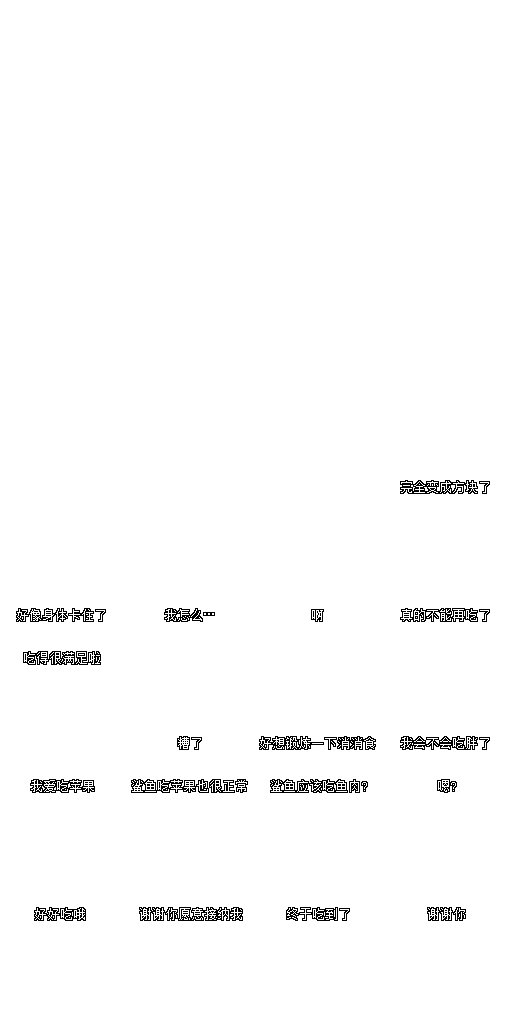 完全变成方块了
好像身体卡住了
我怎么…
啊
真的不能再吃了
吃得很满足啦
糟了
好想锻炼一下消消食
我会不会吃胖了
我爱吃苹果
鲨鱼吃苹果也很正常
鲨鱼应该吃鱼肉?
嗯?
好好吃哦
谢谢你愿意接纳我
终于吃到了
谢谢你